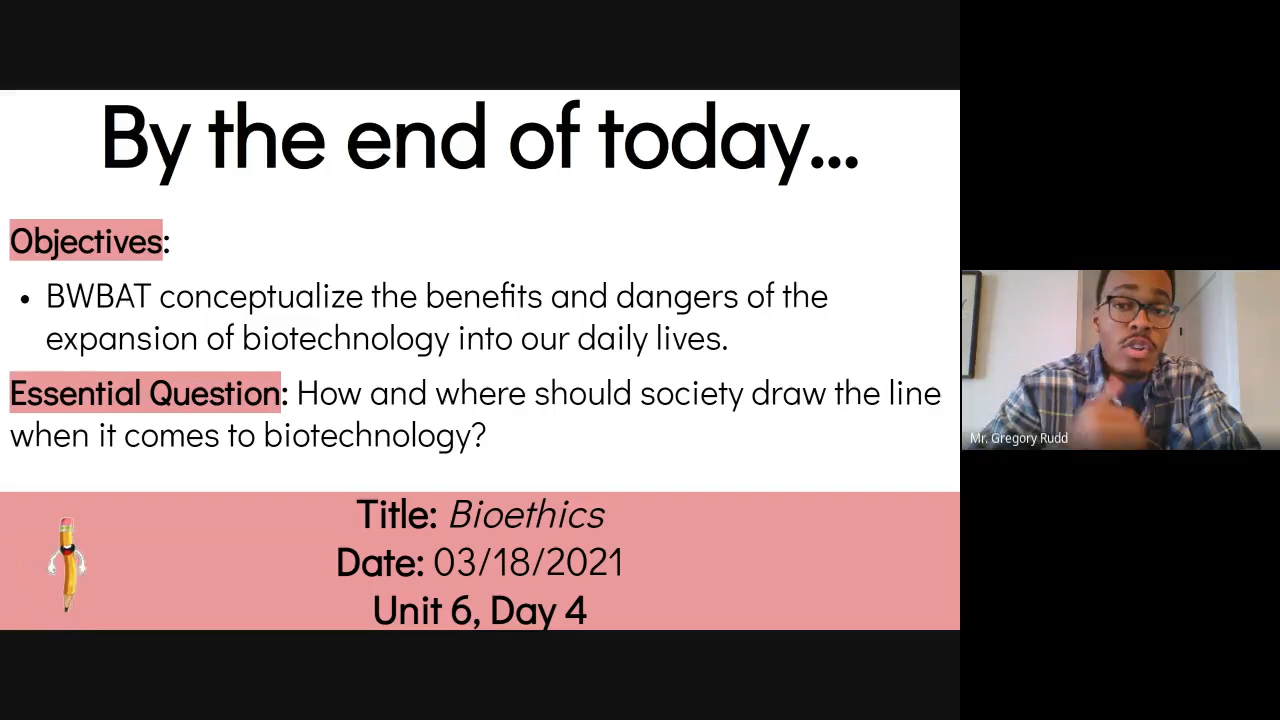 By the end of today...
Objectives:
• BWBAT conceptualize the benefits and dangers of the
expansion of biotechnology into our daily lives.
Essential Question: How and where should society draw the line
when it comes to biotechnology?
Title: Bioethics
Date: 03/18/2021
Unit 6, Day 4
Mr. Gregory Rudd